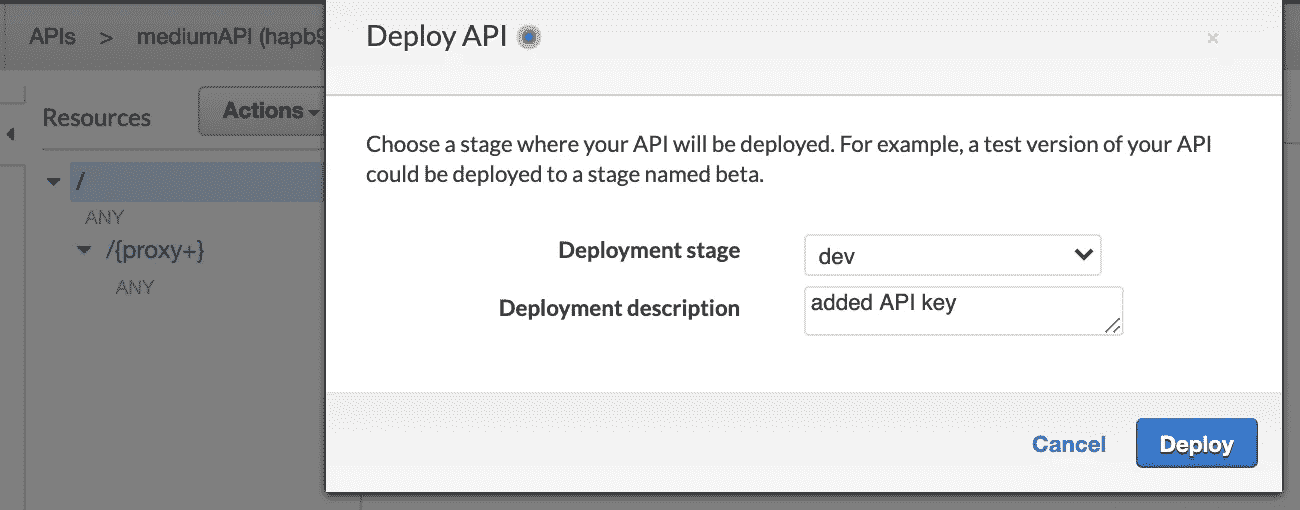 APIs > mediumAPI (hapb9
Deploy API
×
Resources
Actions
Choose a stage where your API will be deployed. For example, a test version of your API
could be deployed to a stage named beta.
/
ANY
/{proxy+}
ANY
Deployment stage
dev
Deployment description
added API key
Cancel
Deploy